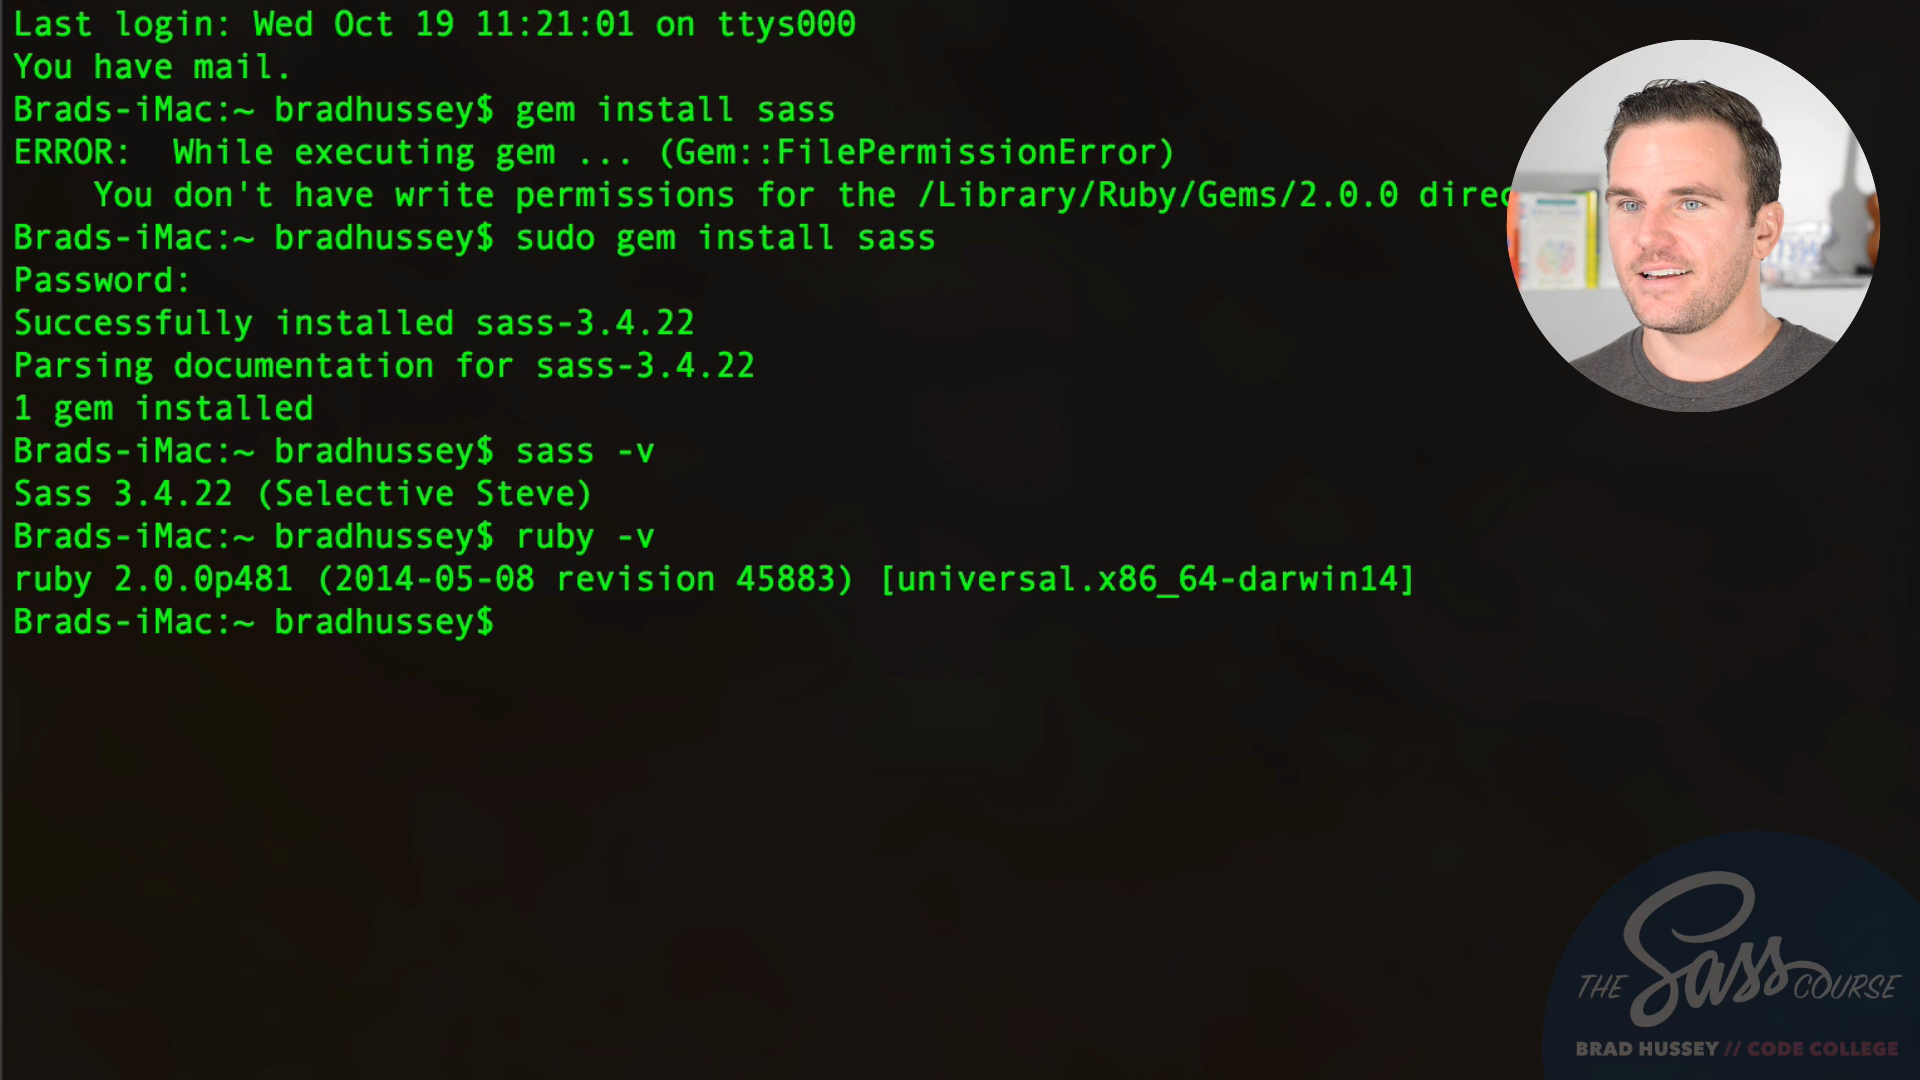 Last login: Wed Oct 19 11:21:01 on ttys000
You have mail.
Brads-iMac:~ bradhussey$ gem install sass
ERROR:  While executing gem ... (Gem::FilePermissionError)
    You don't have write permissions for the /Library/Ruby/Gems/2.0.0 direc
Brads-iMac:~ bradhussey$ sudo gem install sass
Password:
Successfully installed sass-3.4.22
Parsing documentation for sass-3.4.22
1 gem installed
Brads-iMac:~ bradhussey$ sass -v
Sass 3.4.22 (Selective Steve)
Brads-iMac:~ bradhussey$ ruby -v
ruby 2.0.0p481 (2014-05-08 revision 45883) [universal.x86_64-darwin14]
Brads-iMac:~ bradhussey$
THE Sass COURSE
BRAD HUSSEY // CODE COLLEGE